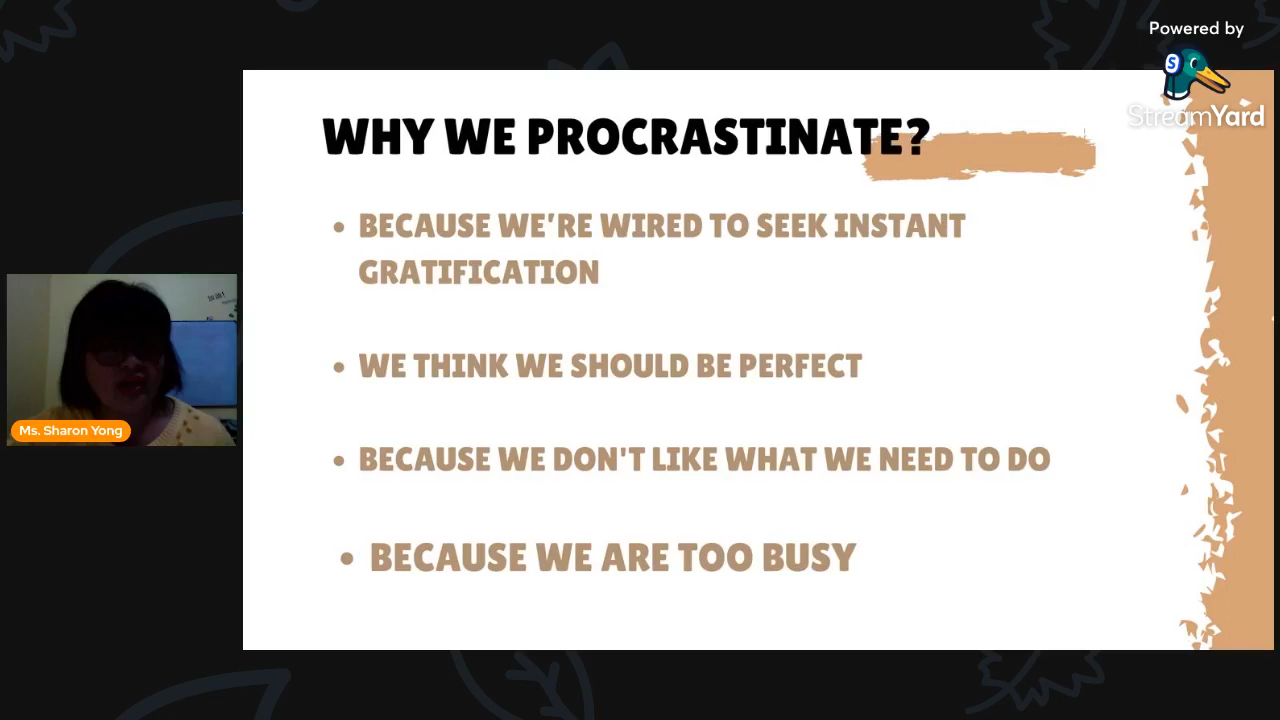 Powered by
StreamYard
WHY WE PROCRASTINATE?
• BECAUSE WE'RE WIRED TO SEEK INSTANT
GRATIFICATION
• WE THINK WE SHOULD BE PERFECT
• BECAUSE WE DON'T LIKE WHAT WE NEED TO DO
• BECAUSE WE ARE TOO BUSY
Ms. Sharon Yong